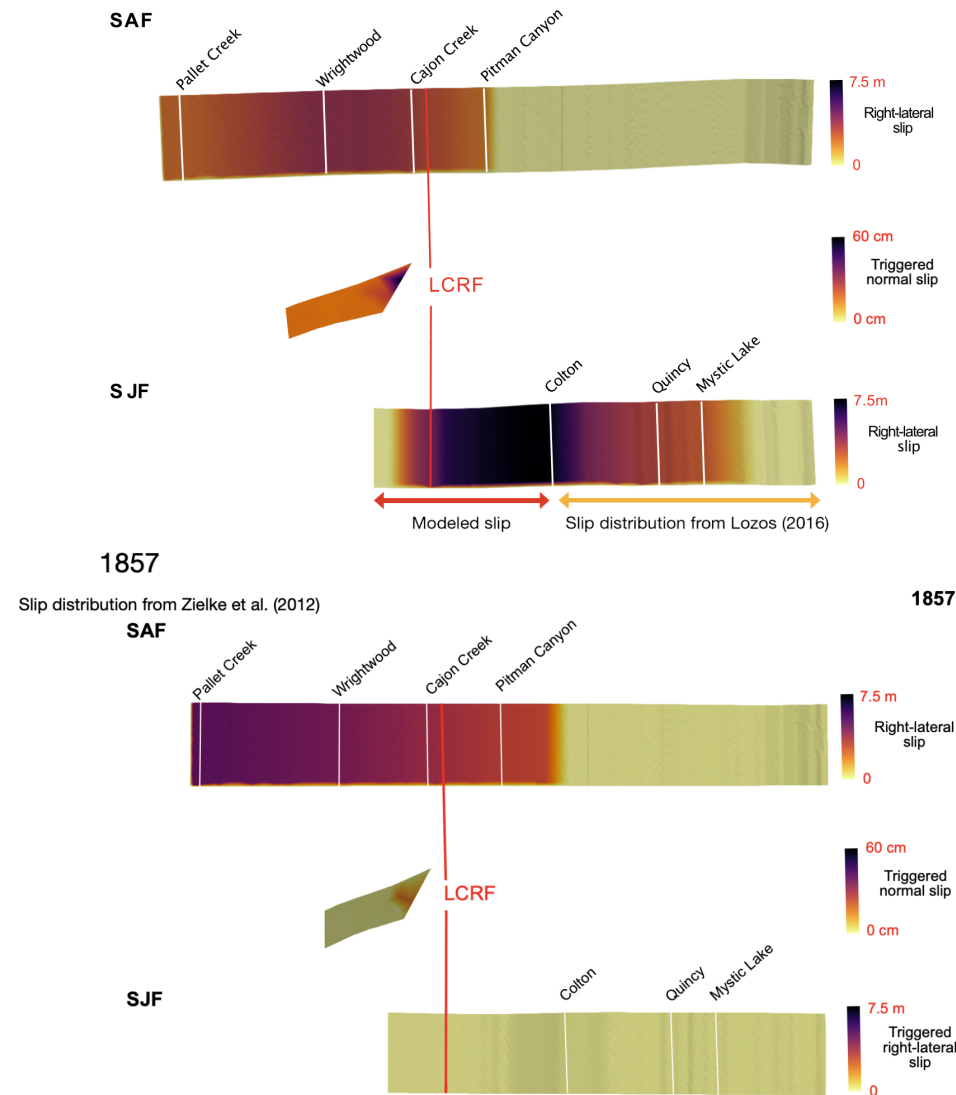 SAF
Pallet Creek
Wrightwood
Cajon Creek
Pitman Canyon
7.5 m
Right-lateral
slip
0
60 cm
Triggered
normal slip
0 cm
LCRF
SJF
Colton
Quincy
Mystic Lake
7.5m
Right-lateral
slip
0
Modeled slip
Slip distribution from Lozos (2016)
1857
Slip distribution from Zielke et al. (2012)
1857
SAF
Pallet Creek
Wrightwood
Cajon Creek
Pitman Canyon
7.5 m
Right-lateral
slip
0
60 cm
Triggered
normal slip
0 cm
LCRF
SJF
Colton
Quincy
Mystic Lake
7.5 m
Triggered
right-lateral
slip
0